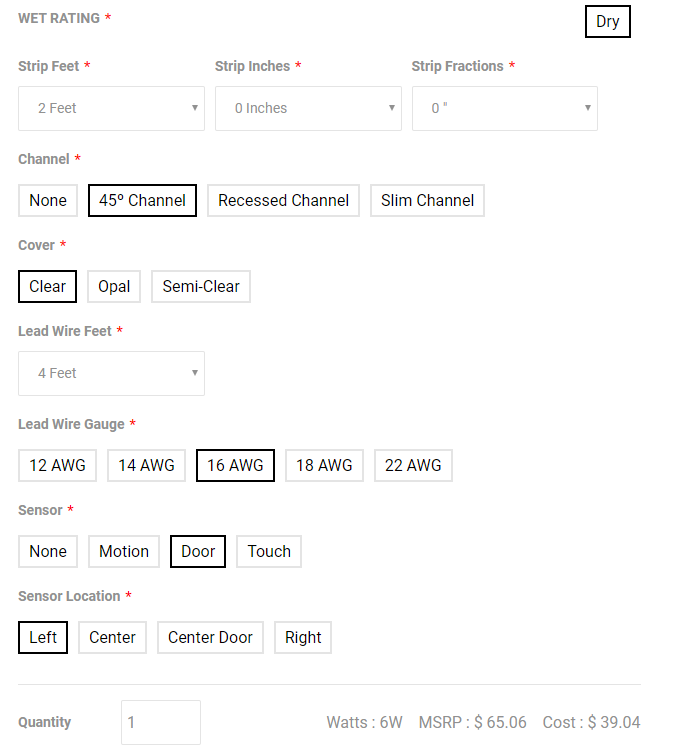 WET RATING * Dry
Strip Feet * Strip Inches * Strip Fractions *
2 Feet 0 Inches 0 "
Channel *
None 45º Channel Recessed Channel Slim Channel
Cover *
Clear Opal Semi-Clear
Lead Wire Feet *
4 Feet
Lead Wire Gauge *
12 AWG 14 AWG 16 AWG 18 AWG 22 AWG
Sensor *
None Motion Door Touch
Sensor Location *
Left Center Center Door Right
Quantity 1 Watts : 6W MSRP : $ 65.06 Cost : $ 39.04